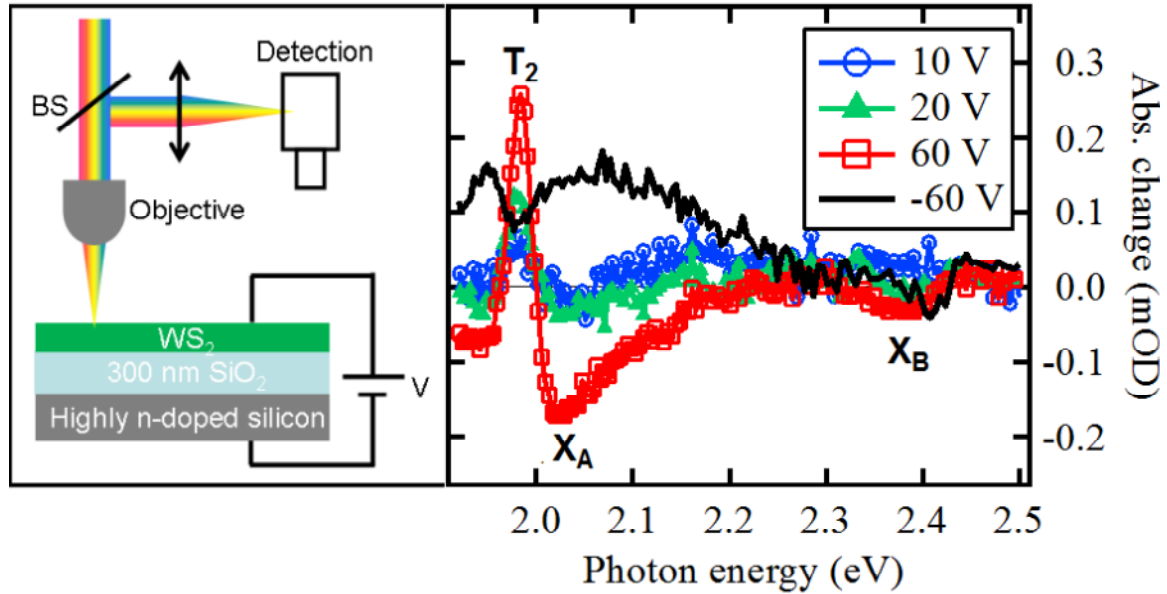 BS
Detection
Objective
WS₂
300 nm SiO₂
Highly n-doped silicon
V
T₂
X_A
X_B
10 V
20 V
60 V
-60 V
0.3
0.2
0.1
0.0
-0.1
-0.2
Abs. change (mOD)
2.0 2.1 2.2 2.3 2.4 2.5
Photon energy (eV)